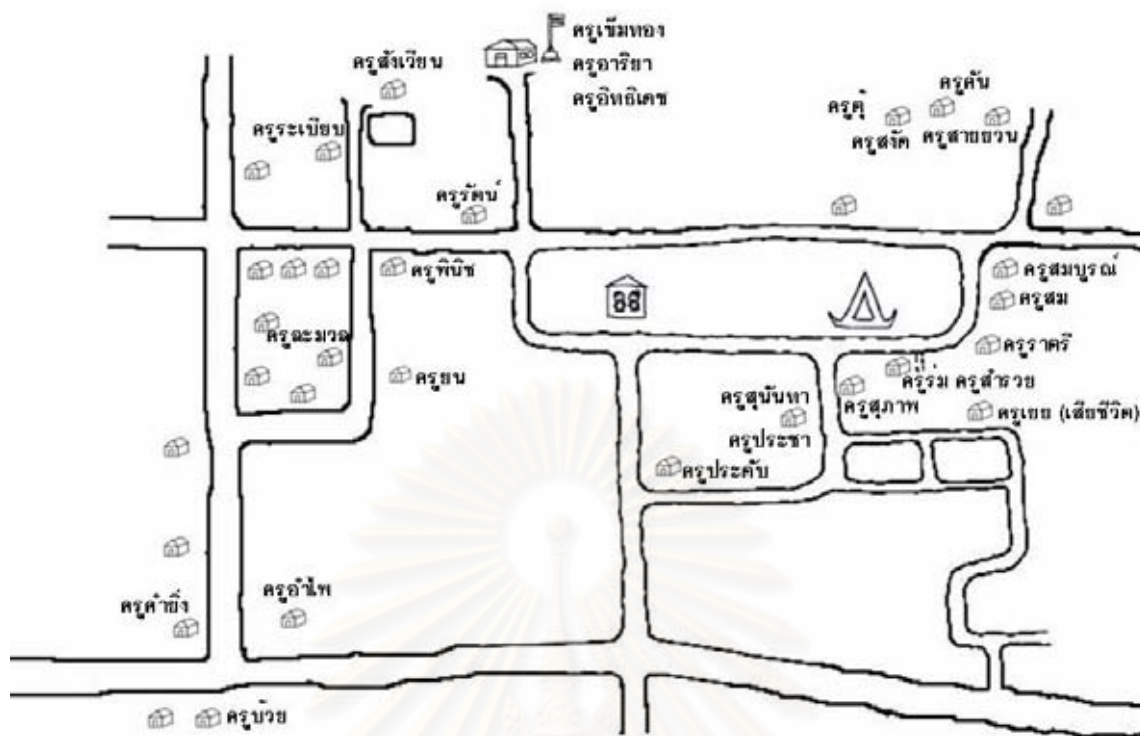 ครูเข็มทอง
ครูอาริยา
ครูอิทธิเดช
ครูสังเวียน
ครูระเบียบ
ครูรัตน์
ครูตุ้
ครูสงัด
ครูคัน
ครูสายยวน
ครูพินิช
ครูละมวล
ครูยน
ครูสมบูรณ์
ครูสม
ครูราตรี
ครูร่ม ครูสำรวย
ครูสุภาพ
ครูเยย (เสียชีวิต)
ครูสุนันทา
ครูประชา
ครูประดับ
ครูคำยิ่ง
ครูอำไพ
ครูบ๊วย